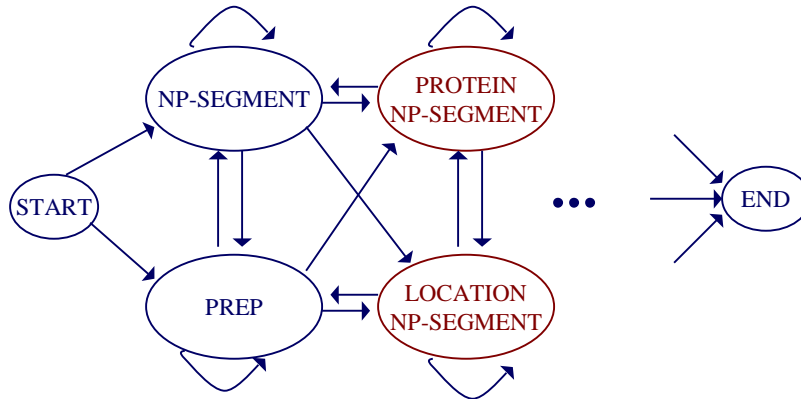 NP-SEGMENT
PROTEIN
NP-SEGMENT
START
•••
END
PREP
LOCATION
NP-SEGMENT